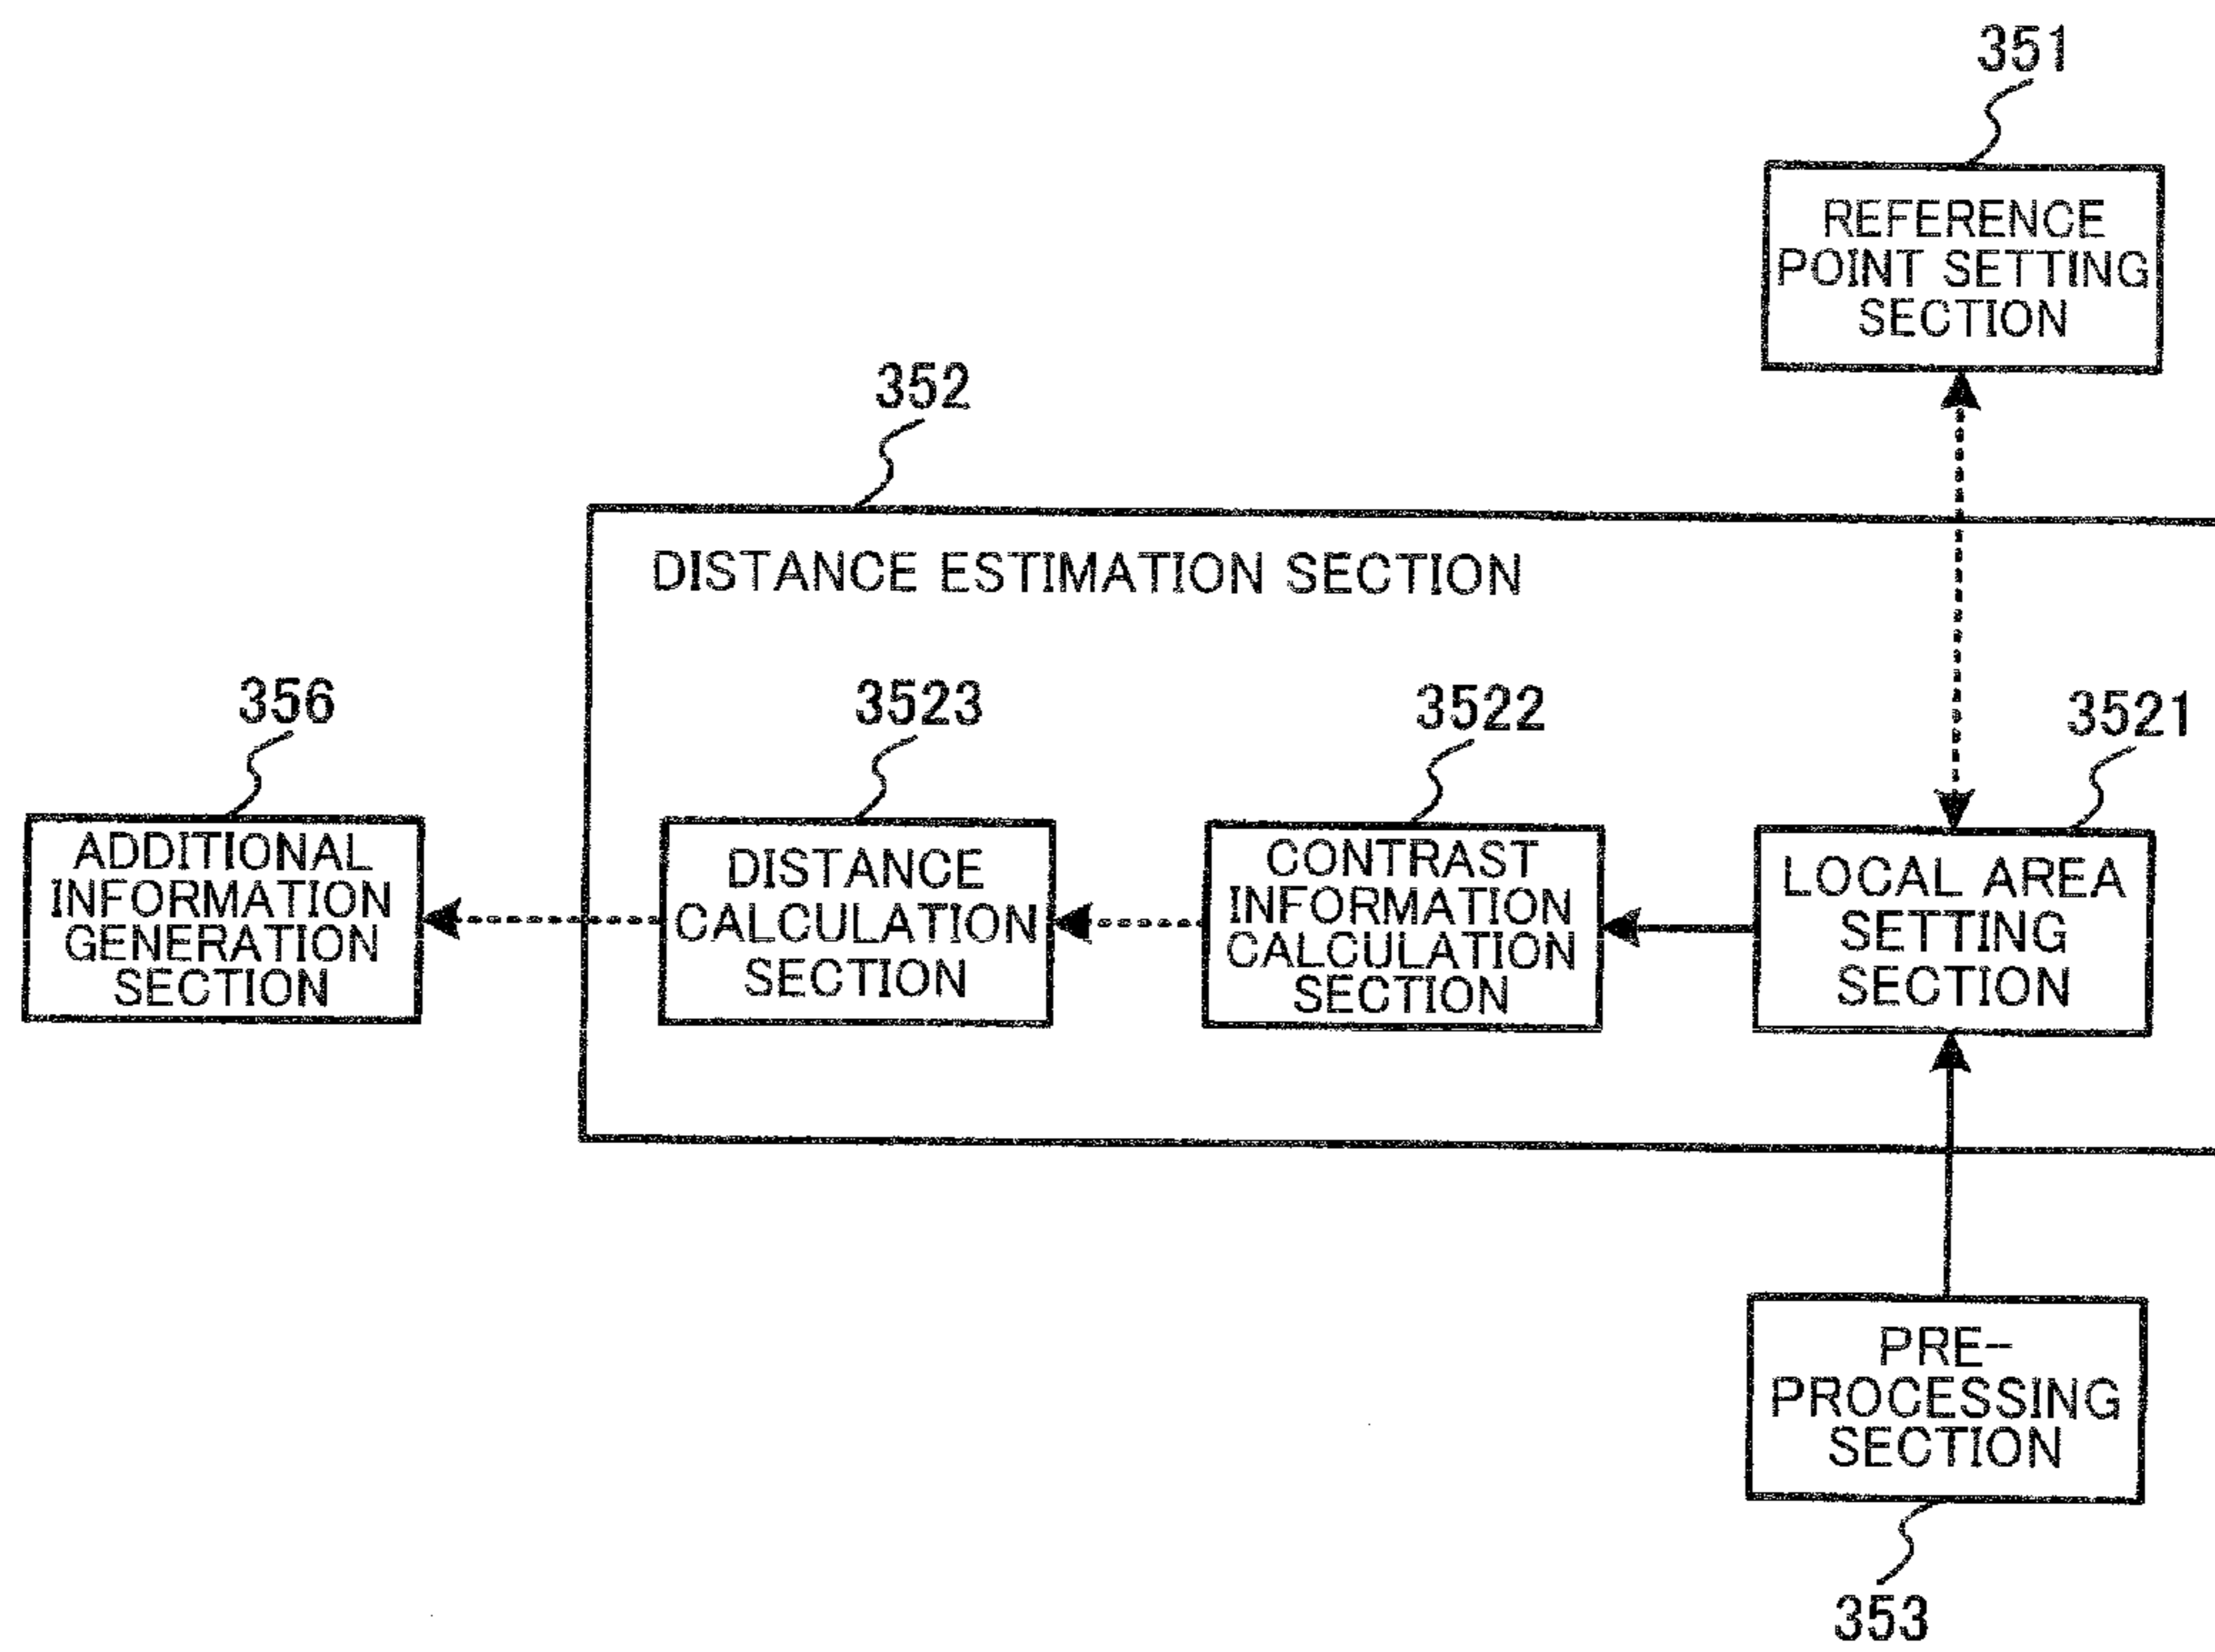 351
REFERENCE
POINT SETTING
SECTION
352
DISTANCE ESTIMATION SECTION
356
3523
3522
3521
ADDITIONAL
INFORMATION
GENERATION
SECTION
DISTANCE
CALCULATION
SECTION
CONTRAST
INFORMATION
CALCULATION
SECTION
LOCAL AREA
SETTING
SECTION
PRE-
PROCESSING
SECTION
353